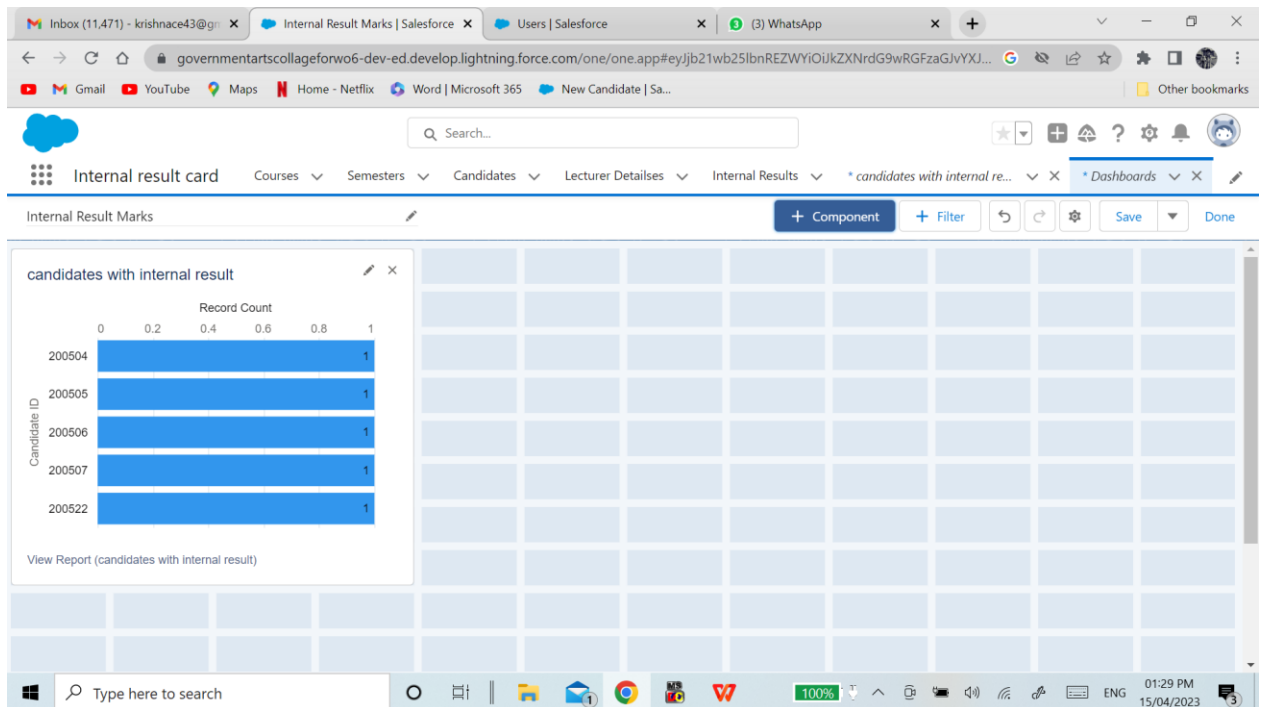 Inbox (11,471) - krishnace43@gm
Internal Result Marks | Salesforce
Users | Salesforce
(3) WhatsApp
governmentartscollageforwo6-dev-ed.develop.lightning.force.com/one/one.app#eyJjb21wb25lbnREZWYiOiJkZXNrdG9wRGFzaGJvYXJ...
Gmail YouTube Maps Home - Netflix Word | Microsoft 365 New Candidate | Sa... Other bookmarks
Search...
Internal result card Courses Semesters Candidates Lecturer Detailses Internal Results * candidates with internal re... * Dashboards
Internal Result Marks + Component + Filter Save Done
candidates with internal result
Record Count
0 0.2 0.4 0.6 0.8 1
Candidate ID
200504 1
200505 1
200506 1
200507 1
200522 1
View Report (candidates with internal result)
Type here to search 1 100% ENG 01:29 PM 3
15/04/2023